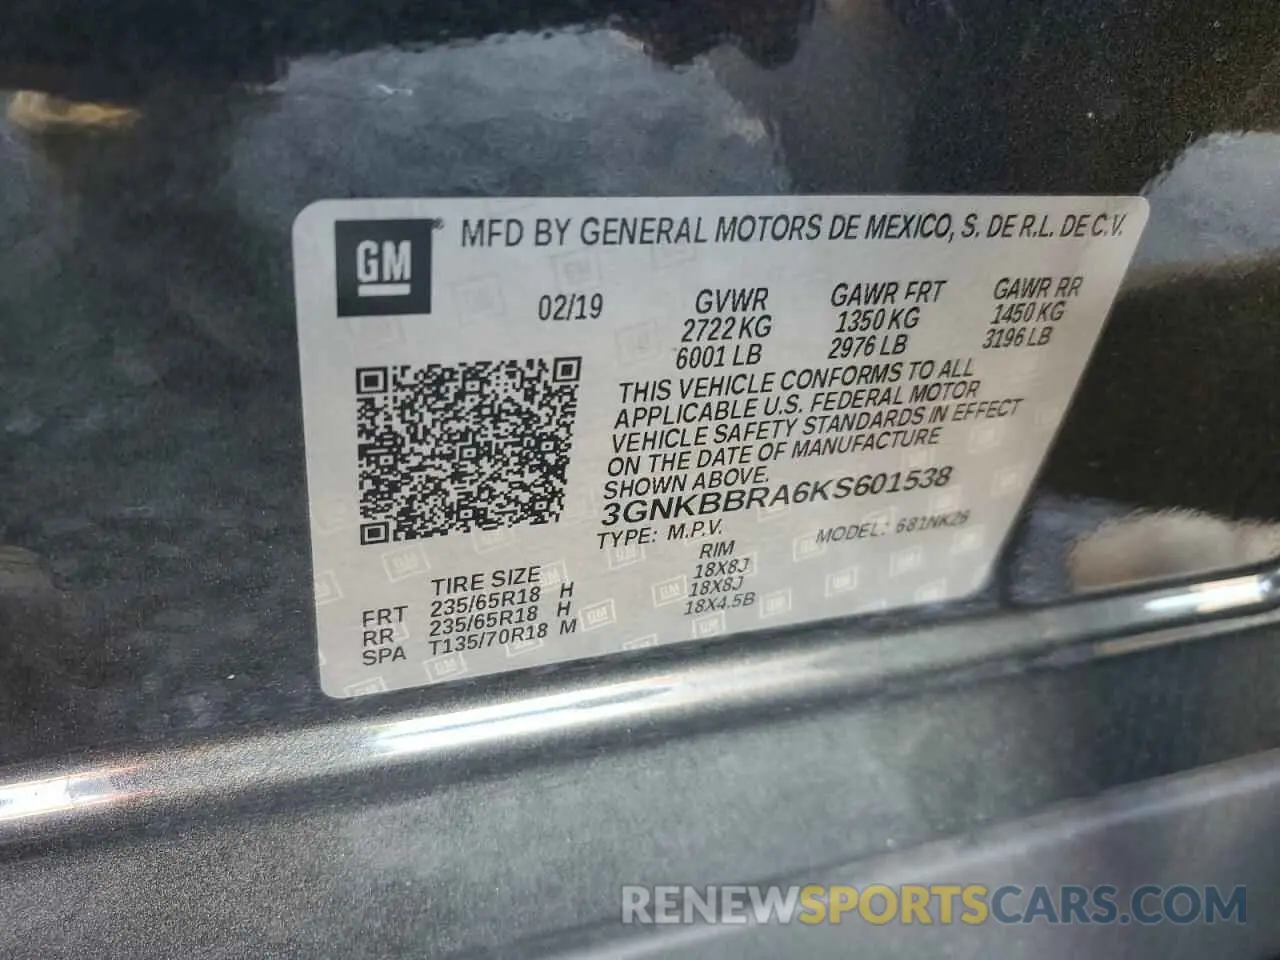 GM ® MFD BY GENERAL MOTORS DE MEXICO, S. DE R.L. DE C.V.
02/19 GVWR GAWR FRT GAWR RR
2722 KG 1350 KG 1450 KG
6001 LB 2976 LB 3196 LB
THIS VEHICLE CONFORMS TO ALL
APPLICABLE U.S. FEDERAL MOTOR
VEHICLE SAFETY STANDARDS IN EFFECT
ON THE DATE OF MANUFACTURE
SHOWN ABOVE.
3GNKBBRA6KS601538
TYPE: M.P.V. MODEL: 681NK26
TIRE SIZE RIM
FRT 235/65R18 H 18X8J
RR 235/65R18 H 18X8J
SPA T135/70R18 M 18X4.5B
RENEWSPORTSCARS.COM